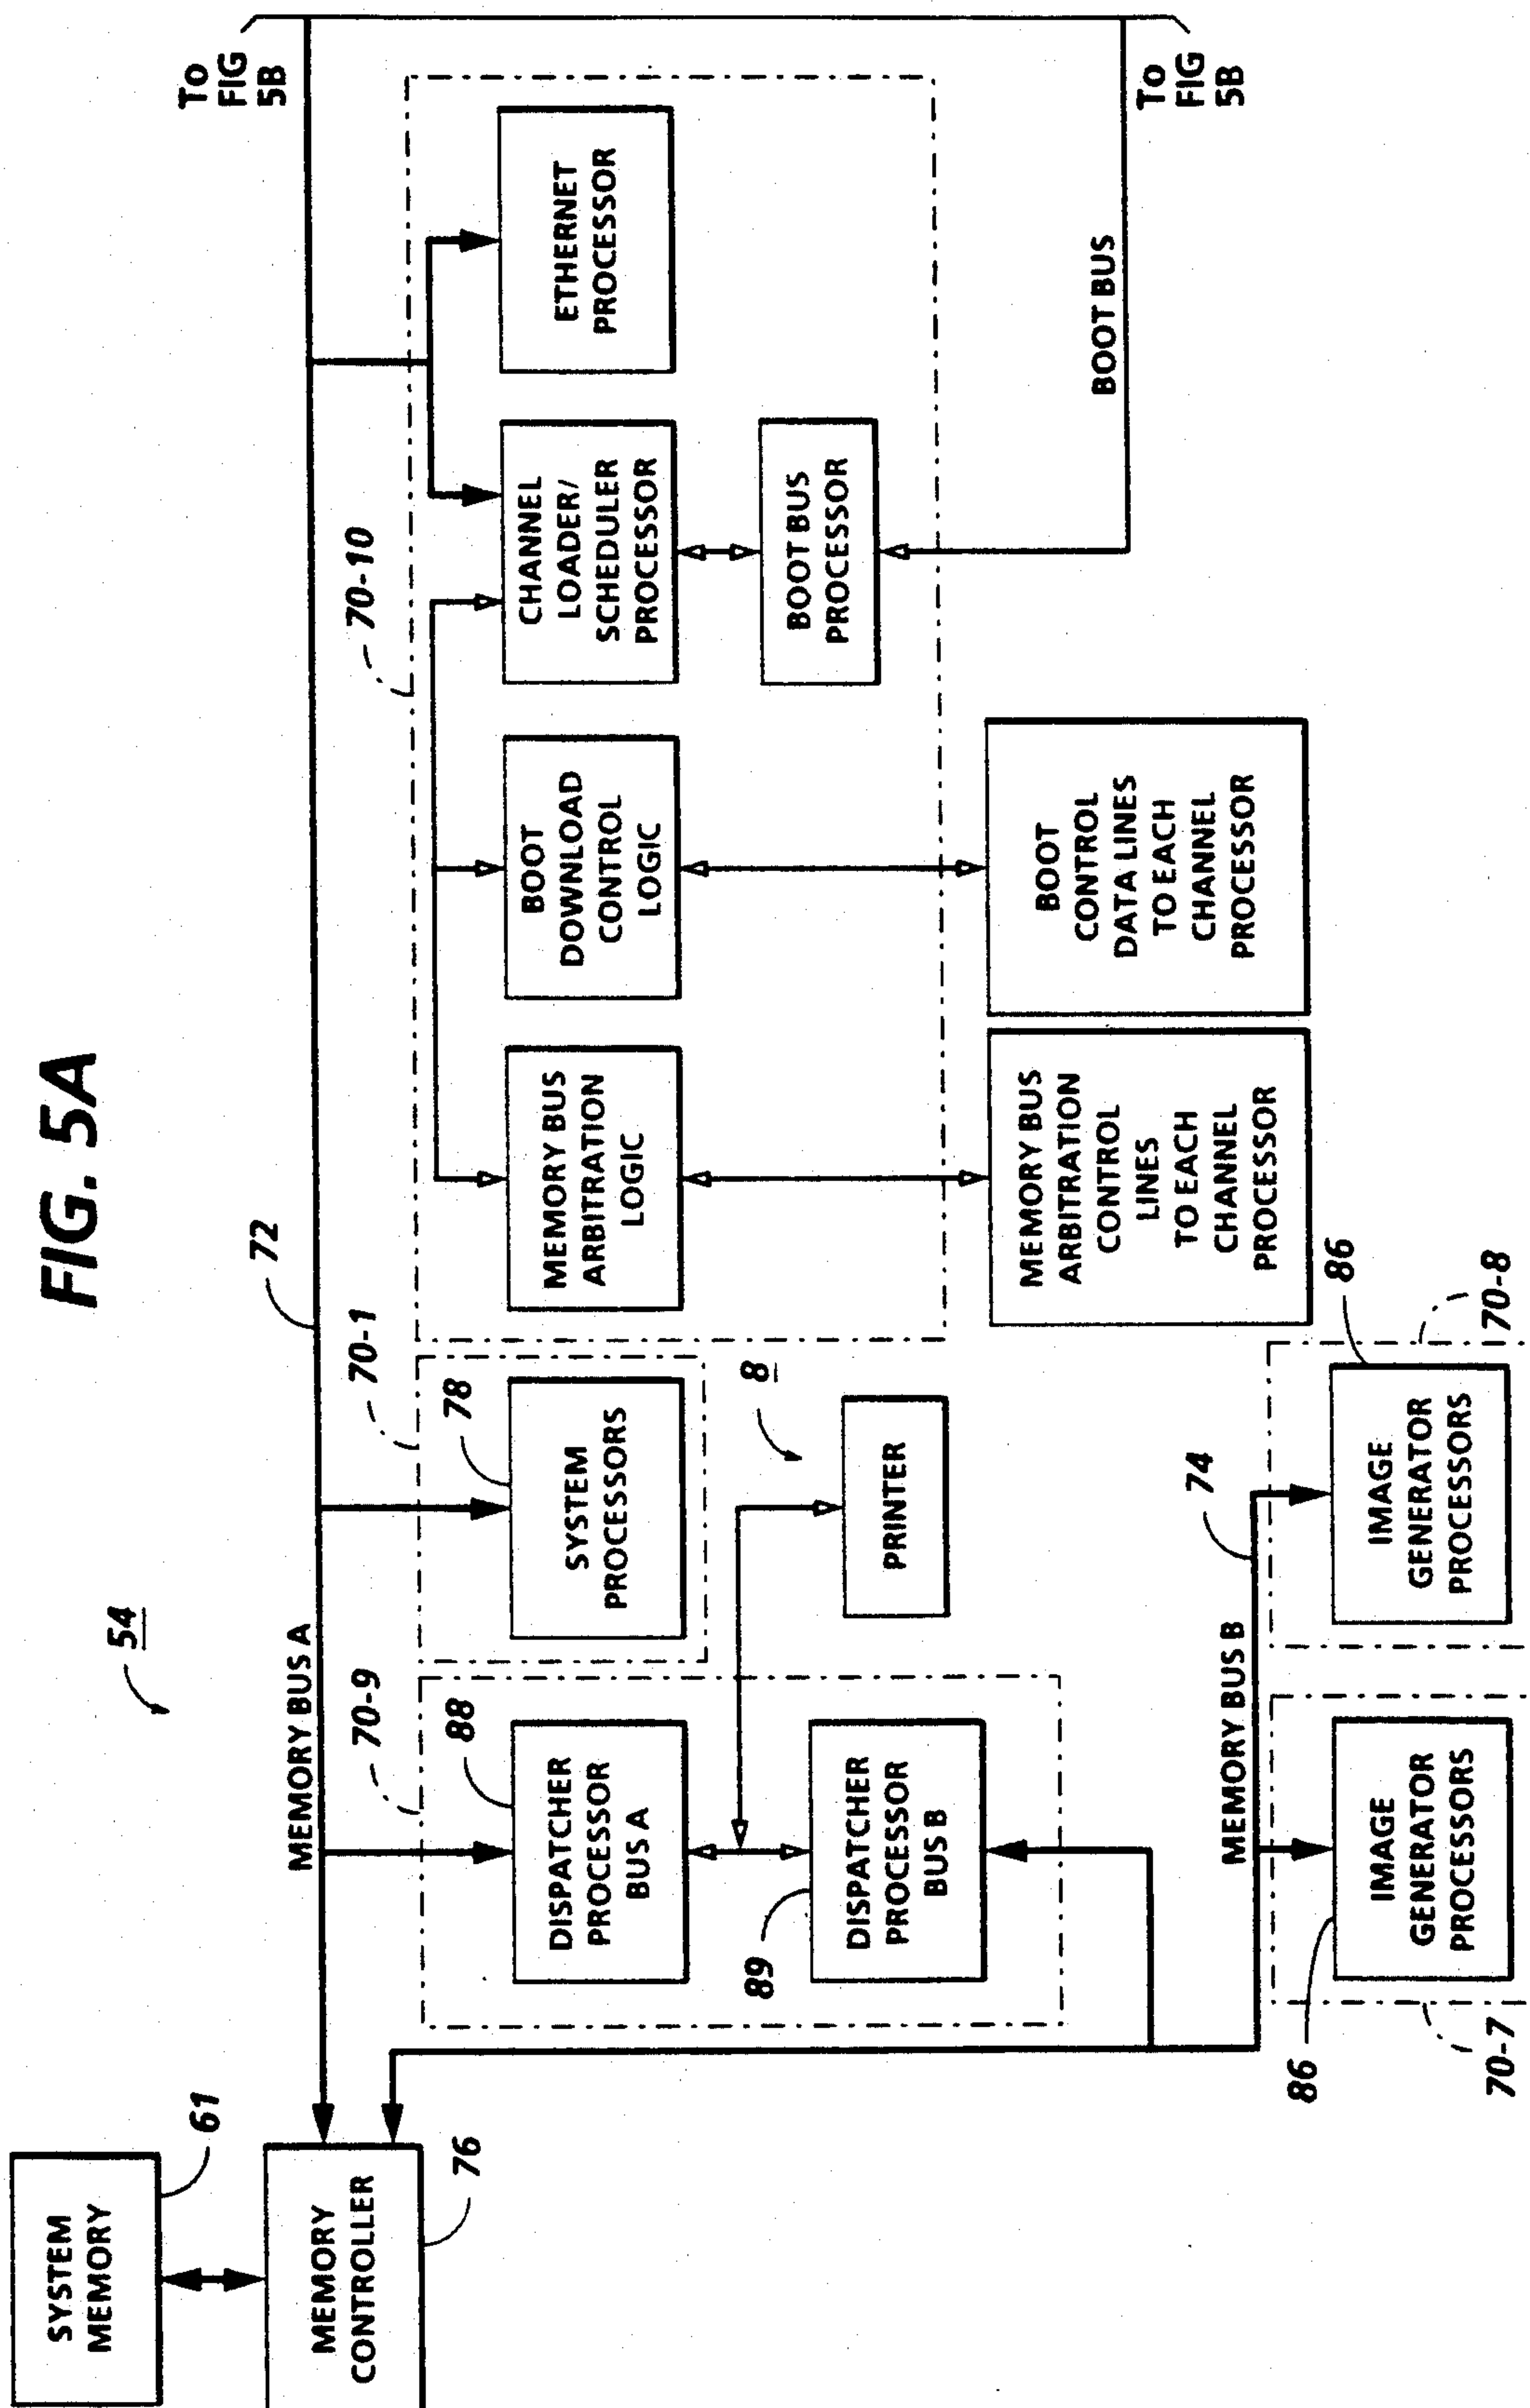 FIG. 5A
54
SYSTEM
MEMORY
61
MEMORY
CONTROLLER
76
MEMORY BUS A
72
To
FIG
5B
70-9
88
DISPATCHER
PROCESSOR
BUS A
89
DISPATCHER
PROCESSOR
BUS B
70-1
78
SYSTEM
PROCESSORS
8
PRINTER
70-10
MEMORY BUS
ARBITRATION
LOGIC
BOOT
DOWNLOAD
CONTROL
LOGIC
CHANNEL
LOADER/
SCHEDULER
PROCESSOR
ETHERNET
PROCESSOR
BOOT BUS
PROCESSOR
MEMORY BUS
ARBITRATION
CONTROL
LINES
TO EACH
CHANNEL
PROCESSOR
BOOT
CONTROL
DATA LINES
TO EACH
CHANNEL
PROCESSOR
BOOT BUS
To
FIG
5B
MEMORY BUS B
74
86
IMAGE
GENERATOR
PROCESSORS
70-7
86
IMAGE
GENERATOR
PROCESSORS
70-8